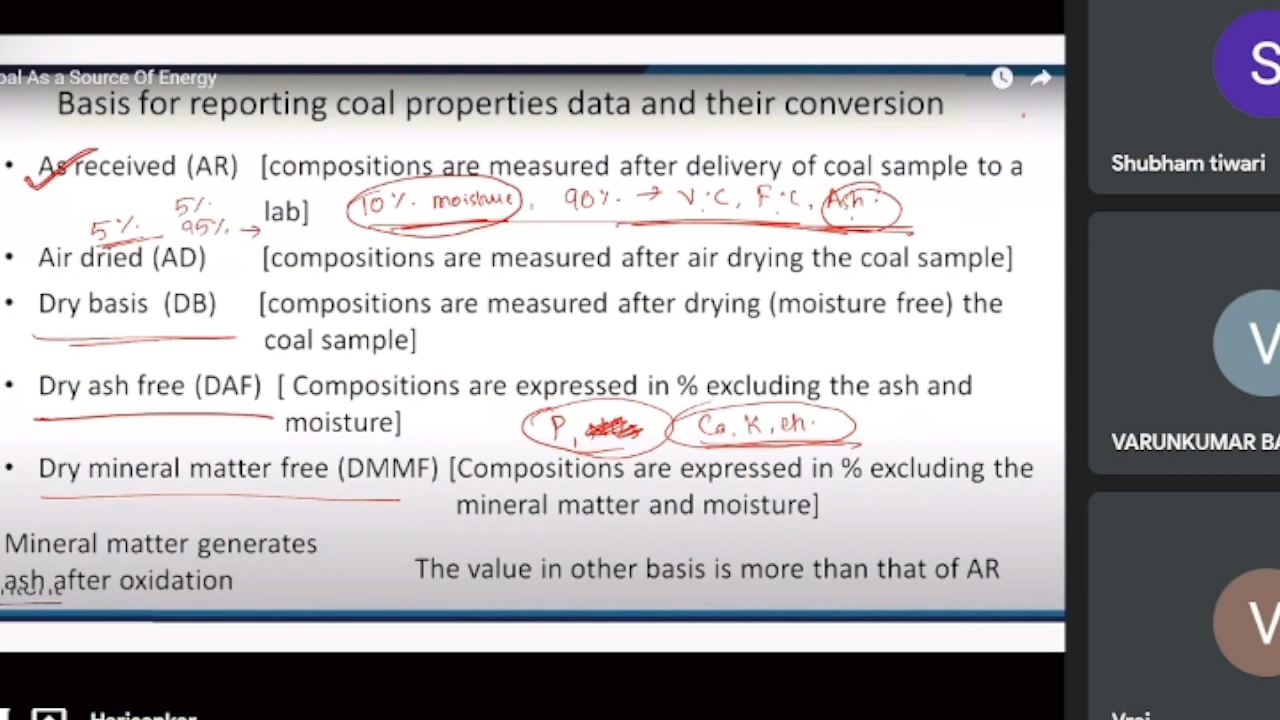 oal As a Source Of Energy
Basis for reporting coal properties data and their conversion
• As received (AR) [compositions are measured after delivery of coal sample to a
lab]
10% moisture, 90% → V.C, F.C, Ash.
5%
5%
95% →
• Air dried (AD) [compositions are measured after air drying the coal sample]
• Dry basis (DB) [compositions are measured after drying (moisture free) the
coal sample]
• Dry ash free (DAF) [ Compositions are expressed in % excluding the ash and
moisture]
P, Ca, K, eh.
• Dry mineral matter free (DMMF) [Compositions are expressed in % excluding the
mineral matter and moisture]
Mineral matter generates
ash after oxidation
The value in other basis is more than that of AR
S
Shubham tiwari
V
VARUNKUMAR BA
V
Vraj
Harisankar